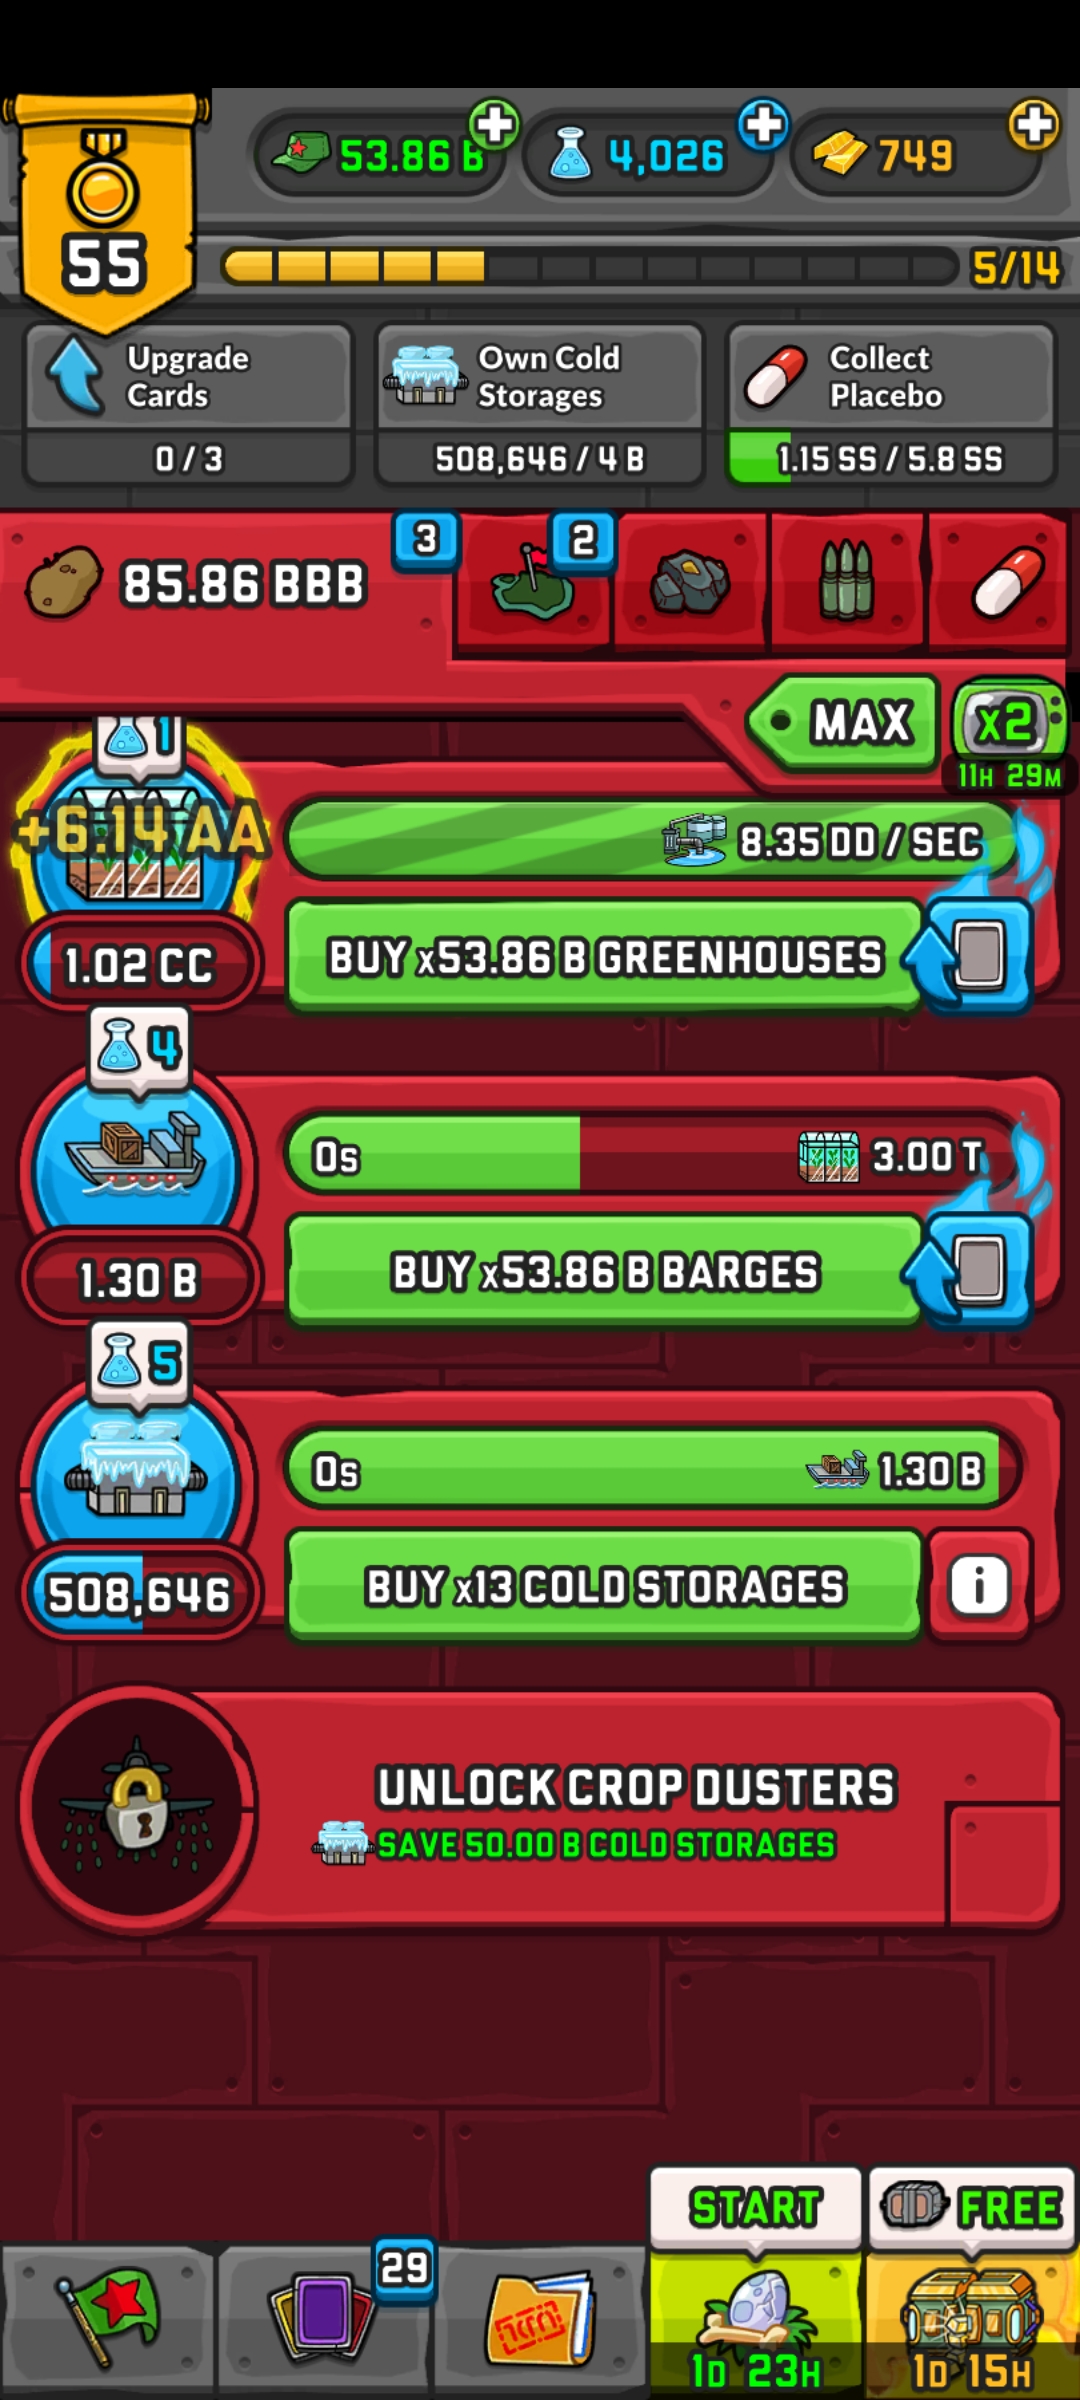 53.86 B
4,026
749
55
5/14
Upgrade
Cards
0 / 3
Own Cold
Storages
508,646 / 4 B
Collect
Placebo
1.15 SS / 5.8 SS
85.86 BBB
3
2
MAX
x2
11H 29M
1
+6.14 AA
8.35 DD / SEC
1.02 CC
BUY x53.86 B GREENHOUSES
4
0s
3.00 T
1.30 B
BUY x53.86 B BARGES
5
0s
1.30 B
508,646
BUY x13 COLD STORAGES
i
UNLOCK CROP DUSTERS
SAVE 50.00 B COLD STORAGES
START
FREE
29
1D 23H
1D 15H